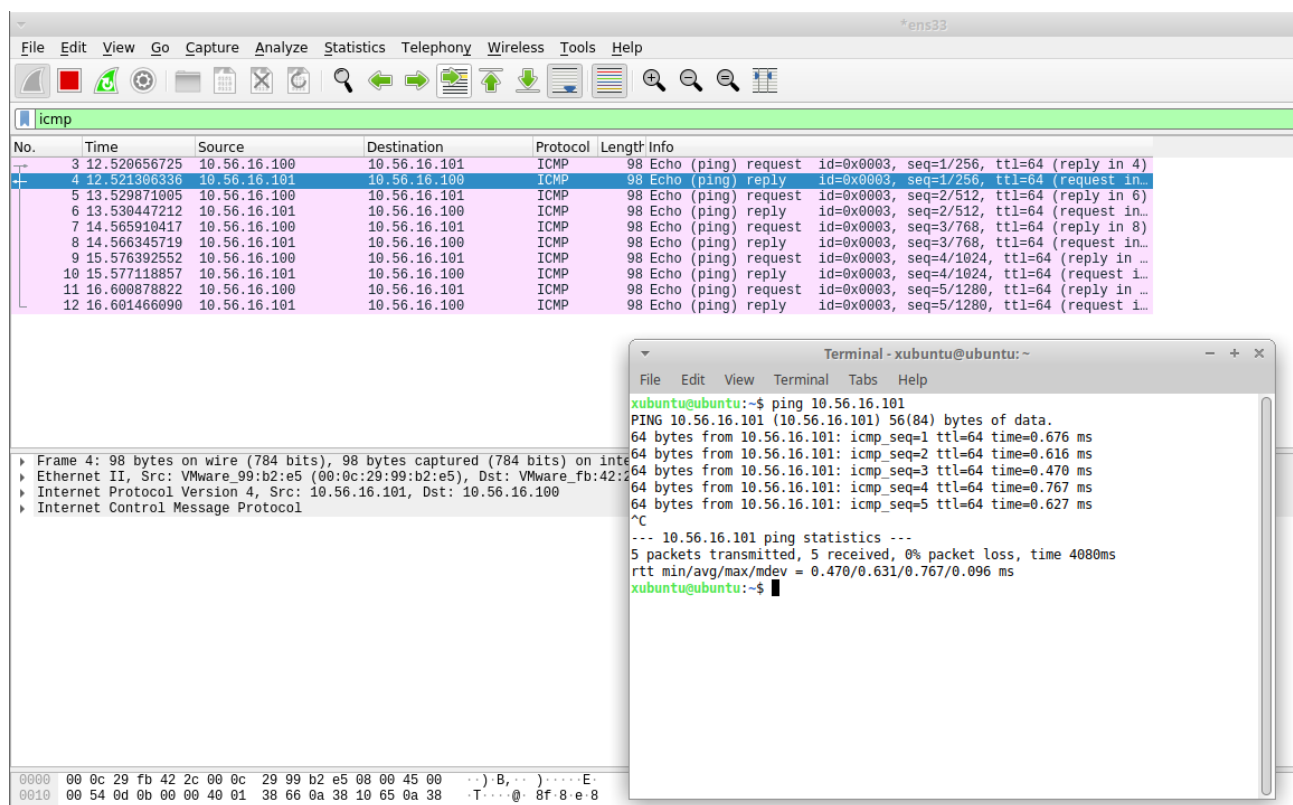 *ens33
File Edit View Go Capture Analyze Statistics Telephony Wireless Tools Help
icmp
No. Time Source Destination Protocol Length Info
3 12.520656725 10.56.16.100 10.56.16.101 ICMP 98 Echo (ping) request id=0x0003, seq=1/256, ttl=64 (reply in 4)
4 12.521306336 10.56.16.101 10.56.16.100 ICMP 98 Echo (ping) reply id=0x0003, seq=1/256, ttl=64 (request in…
5 13.529871005 10.56.16.100 10.56.16.101 ICMP 98 Echo (ping) request id=0x0003, seq=2/512, ttl=64 (reply in 6)
6 13.530447212 10.56.16.101 10.56.16.100 ICMP 98 Echo (ping) reply id=0x0003, seq=2/512, ttl=64 (request in…
7 14.565910417 10.56.16.100 10.56.16.101 ICMP 98 Echo (ping) request id=0x0003, seq=3/768, ttl=64 (reply in 8)
8 14.566345719 10.56.16.101 10.56.16.100 ICMP 98 Echo (ping) reply id=0x0003, seq=3/768, ttl=64 (request in…
9 15.576392552 10.56.16.100 10.56.16.101 ICMP 98 Echo (ping) request id=0x0003, seq=4/1024, ttl=64 (reply in …
10 15.577118857 10.56.16.101 10.56.16.100 ICMP 98 Echo (ping) reply id=0x0003, seq=4/1024, ttl=64 (request i…
11 16.600878822 10.56.16.100 10.56.16.101 ICMP 98 Echo (ping) request id=0x0003, seq=5/1280, ttl=64 (reply in …
12 16.601466090 10.56.16.101 10.56.16.100 ICMP 98 Echo (ping) reply id=0x0003, seq=5/1280, ttl=64 (request i…
Terminal - xubuntu@ubuntu: ~
File Edit View Terminal Tabs Help
xubuntu@ubuntu:~$ ping 10.56.16.101
PING 10.56.16.101 (10.56.16.101) 56(84) bytes of data.
64 bytes from 10.56.16.101: icmp_seq=1 ttl=64 time=0.676 ms
64 bytes from 10.56.16.101: icmp_seq=2 ttl=64 time=0.616 ms
64 bytes from 10.56.16.101: icmp_seq=3 ttl=64 time=0.470 ms
64 bytes from 10.56.16.101: icmp_seq=4 ttl=64 time=0.767 ms
64 bytes from 10.56.16.101: icmp_seq=5 ttl=64 time=0.627 ms
^C
--- 10.56.16.101 ping statistics ---
5 packets transmitted, 5 received, 0% packet loss, time 4080ms
rtt min/avg/max/mdev = 0.470/0.631/0.767/0.096 ms
xubuntu@ubuntu:~$
Frame 4: 98 bytes on wire (784 bits), 98 bytes captured (784 bits) on inte
Ethernet II, Src: VMware_99:b2:e5 (00:0c:29:99:b2:e5), Dst: VMware_fb:42:2
Internet Protocol Version 4, Src: 10.56.16.101, Dst: 10.56.16.100
Internet Control Message Protocol
0000 00 0c 29 fb 42 2c 00 0c 29 99 b2 e5 08 00 45 00 ··)·B,·· )·····E·
0010 00 54 0d 0b 00 00 40 01 38 66 0a 38 10 65 0a 38 ·T····@· 8f·8·e·8